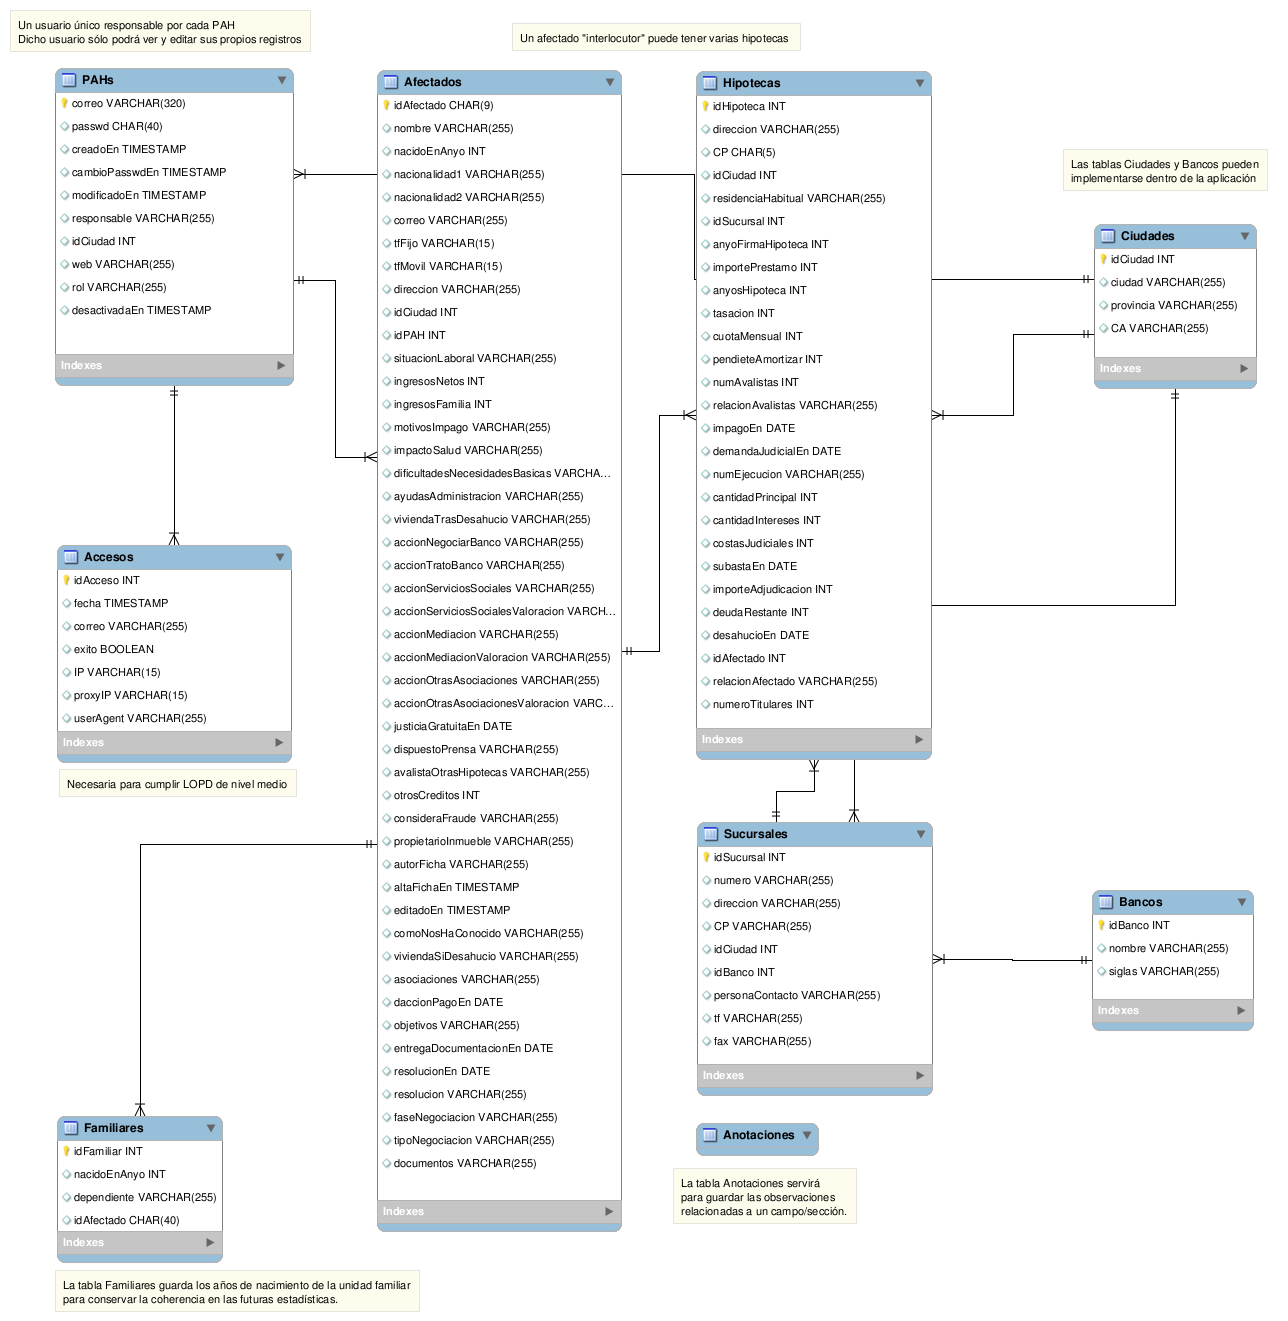 Un usuario único responsable por cada PAH
Dicho usuario sólo podrá ver y editar sus propios registros
Un afectado "interlocutor" puede tener varias hipotecas
PAHs
correo VARCHAR(320)
passwd CHAR(40)
creadoEn TIMESTAMP
cambioPasswdEn TIMESTAMP
modificadoEn TIMESTAMP
responsable VARCHAR(255)
idCiudad INT
web VARCHAR(255)
rol VARCHAR(255)
desactivadaEn TIMESTAMP
Indexes
Accesos
idAcceso INT
fecha TIMESTAMP
correo VARCHAR(255)
exito BOOLEAN
IP VARCHAR(15)
proxyIP VARCHAR(15)
userAgent VARCHAR(255)
Indexes
Necesaria para cumplir LOPD de nivel medio
Familiares
idFamiliar INT
nacidoEnAnyo INT
dependiente VARCHAR(255)
idAfectado CHAR(40)
Indexes
La tabla Familiares guarda los años de nacimiento de la unidad familiar
para conservar la coherencia en las futuras estadísticas.
Afectados
idAfectado CHAR(9)
nombre VARCHAR(255)
nacidoEnAnyo INT
nacionalidad1 VARCHAR(255)
nacionalidad2 VARCHAR(255)
correo VARCHAR(255)
tfFijo VARCHAR(15)
tfMovil VARCHAR(15)
direccion VARCHAR(255)
idCiudad INT
idPAH INT
situacionLaboral VARCHAR(255)
ingresosNetos INT
ingresosFamilia INT
motivosImpago VARCHAR(255)
impactoSalud VARCHAR(255)
dificultadesNecesidadesBasicas VARCHA...
ayudasAdministracion VARCHAR(255)
viviendaTrasDesahucio VARCHAR(255)
accionNegociarBanco VARCHAR(255)
accionTratoBanco VARCHAR(255)
accionServiciosSociales VARCHAR(255)
accionServiciosSocialesValoracion VARCH...
accionMediacion VARCHAR(255)
accionMediacionValoracion VARCHAR(255)
accionOtrasAsociaciones VARCHAR(255)
accionOtrasAsociacionesValoracion VARC...
justiciaGratuitaEn DATE
dispuestoPrensa VARCHAR(255)
avalistaOtrasHipotecas VARCHAR(255)
otrosCreditos INT
consideraFraude VARCHAR(255)
propietarioInmueble VARCHAR(255)
autorFicha VARCHAR(255)
altaFichaEn TIMESTAMP
editadoEn TIMESTAMP
comoNosHaConocido VARCHAR(255)
viviendaSiDesahucio VARCHAR(255)
asociaciones VARCHAR(255)
daccionPagoEn DATE
objetivos VARCHAR(255)
entregaDocumentacionEn DATE
resolucionEn DATE
resolucion VARCHAR(255)
faseNegociacion VARCHAR(255)
tipoNegociacion VARCHAR(255)
documentos VARCHAR(255)
Indexes
Hipotecas
idHipoteca INT
direccion VARCHAR(255)
CP CHAR(5)
idCiudad INT
residenciaHabitual VARCHAR(255)
idSucursal INT
anyoFirmaHipoteca INT
importePrestamo INT
anyosHipoteca INT
tasacion INT
cuotaMensual INT
pendieteAmortizar INT
numAvalistas INT
relacionAvalistas VARCHAR(255)
impagoEn DATE
demandaJudicialEn DATE
numEjecucion VARCHAR(255)
cantidadPrincipal INT
cantidadIntereses INT
costasJudiciales INT
subastaEn DATE
importeAdjudicacion INT
deudaRestante INT
desahucioEn DATE
idAfectado INT
relacionAfectado VARCHAR(255)
numeroTitulares INT
Indexes
Sucursales
idSucursal INT
numero VARCHAR(255)
direccion VARCHAR(255)
CP VARCHAR(255)
idCiudad INT
idBanco INT
personaContacto VARCHAR(255)
tf VARCHAR(255)
fax VARCHAR(255)
Indexes
Anotaciones
La tabla Anotaciones servirá
para guardar las observaciones
relacionadas a un campo/sección.
Las tablas Ciudades y Bancos pueden
implementarse dentro de la aplicación
Ciudades
idCiudad INT
ciudad VARCHAR(255)
provincia VARCHAR(255)
CA VARCHAR(255)
Indexes
Bancos
idBanco INT
nombre VARCHAR(255)
siglas VARCHAR(255)
Indexes